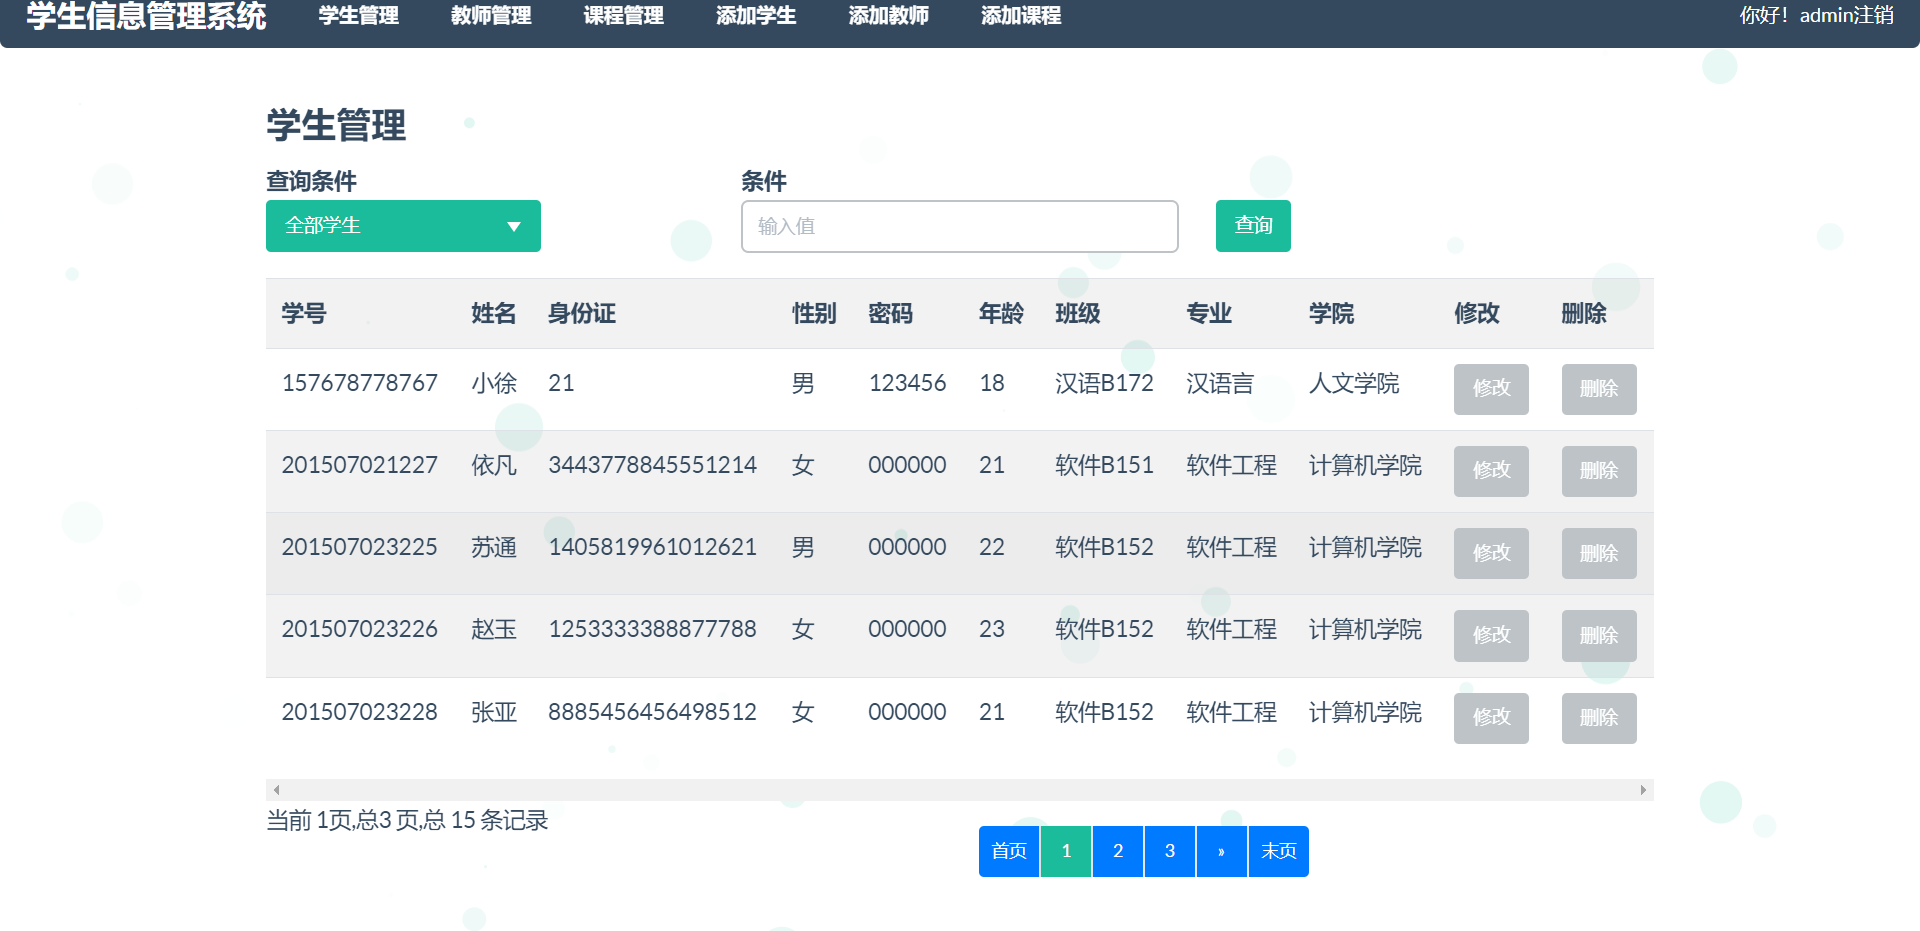 学生信息管理系统 学生管理 教师管理 课程管理 添加学生 添加教师 添加课程 你好！admin注销
学生管理
查询条件 条件
全部学生 输入值 查询
学号 姓名 身份证 性别 密码 年龄 班级 专业 学院 修改 删除
157678778767 小徐 21 男 123456 18 汉语B172 汉语言 人文学院 修改 删除
201507021227 依凡 3443778845551214 女 000000 21 软件B151 软件工程 计算机学院 修改 删除
201507023225 苏通 1405819961012621 男 000000 22 软件B152 软件工程 计算机学院 修改 删除
201507023226 赵玉 1253333388877788 女 000000 23 软件B152 软件工程 计算机学院 修改 删除
201507023228 张亚 8885456456498512 女 000000 21 软件B152 软件工程 计算机学院 修改 删除
当前 1页,总3 页,总 15 条记录
首页 1 2 3 » 末页